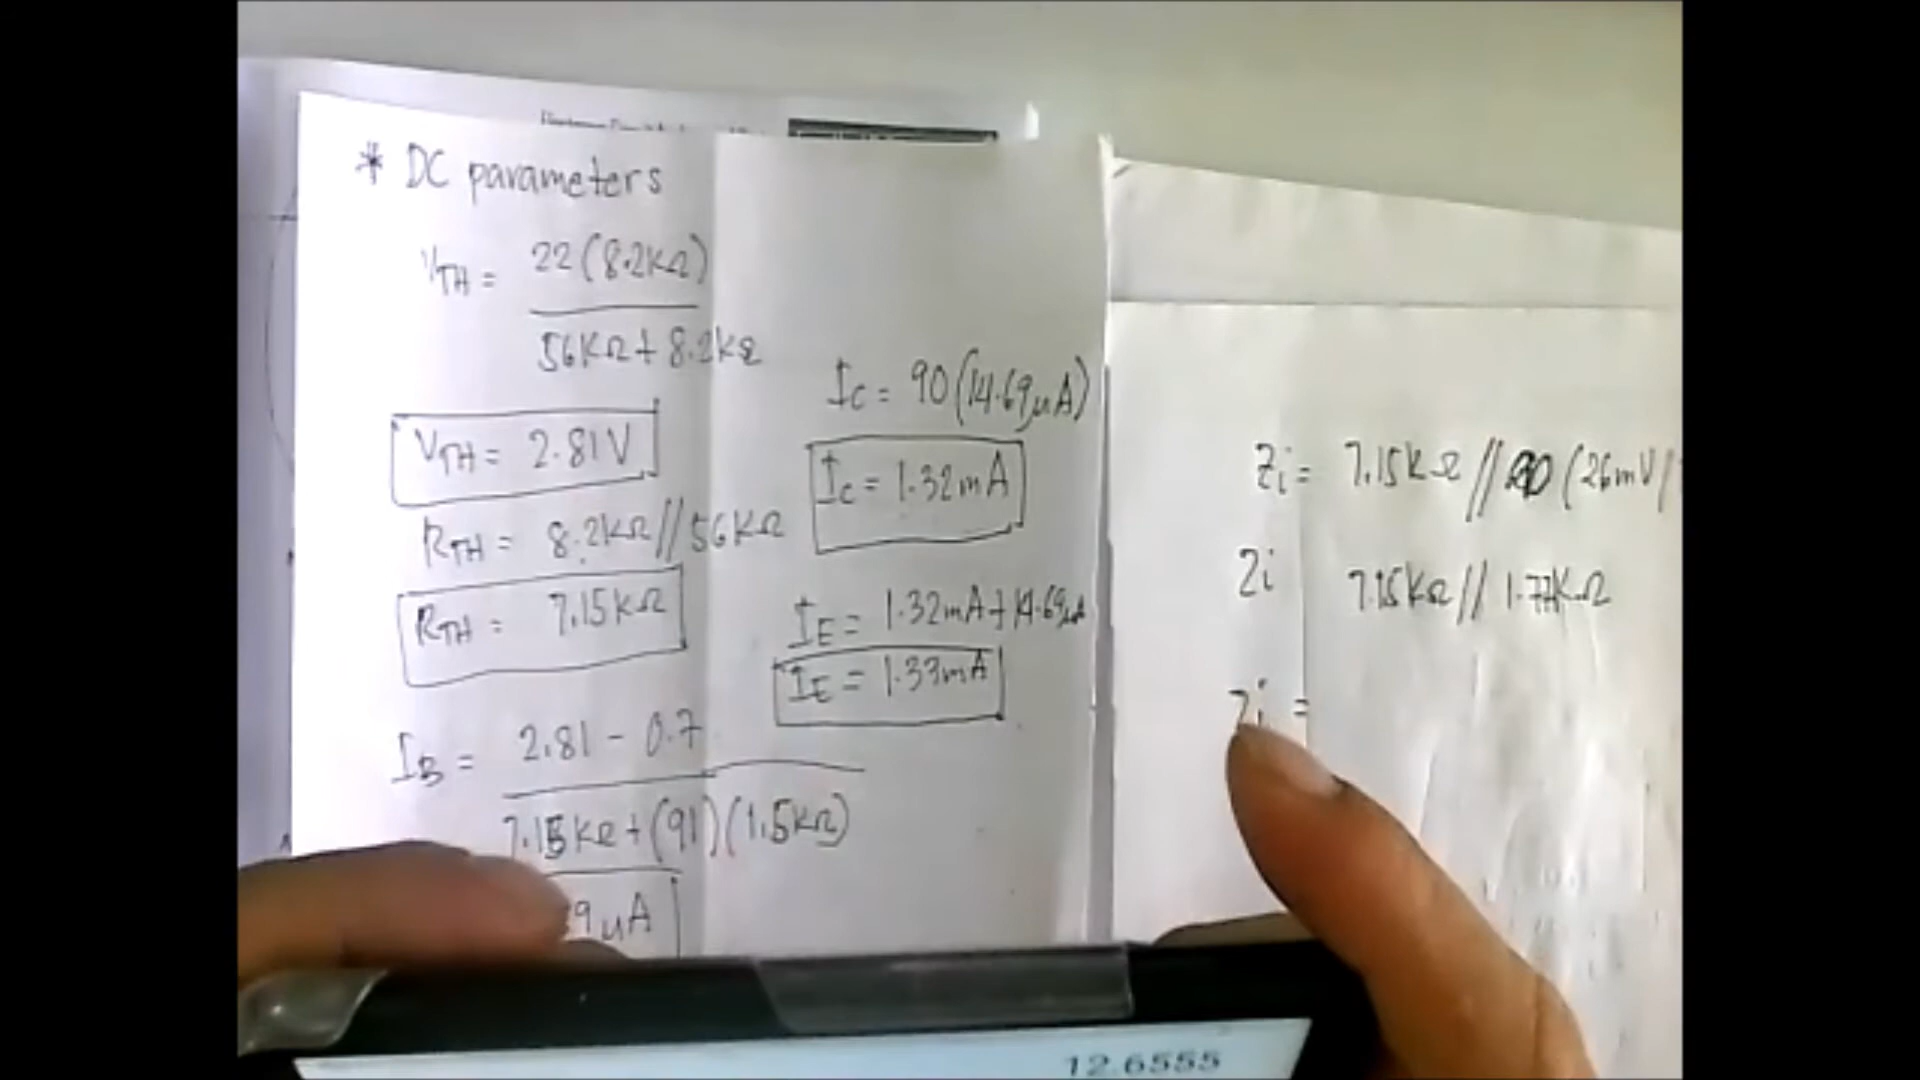 * DC parameters
VTH = 22(8.2KΩ)
56KΩ + 8.2KΩ
VTH = 2.81V
RTH = 8.2KΩ//56KΩ
RTH = 7.15KΩ
IB = 2.81 - 0.7
7.15KΩ + (91)(1.5KΩ)
9μA
IC = 90(14.69μA)
IC = 1.32mA
IE = 1.32mA + 14.69μA
IE = 1.33mA
Zi = 7.15KΩ // 90 (26mV/
Zi 7.15KΩ // 1.77KΩ
Zi =
12.6555